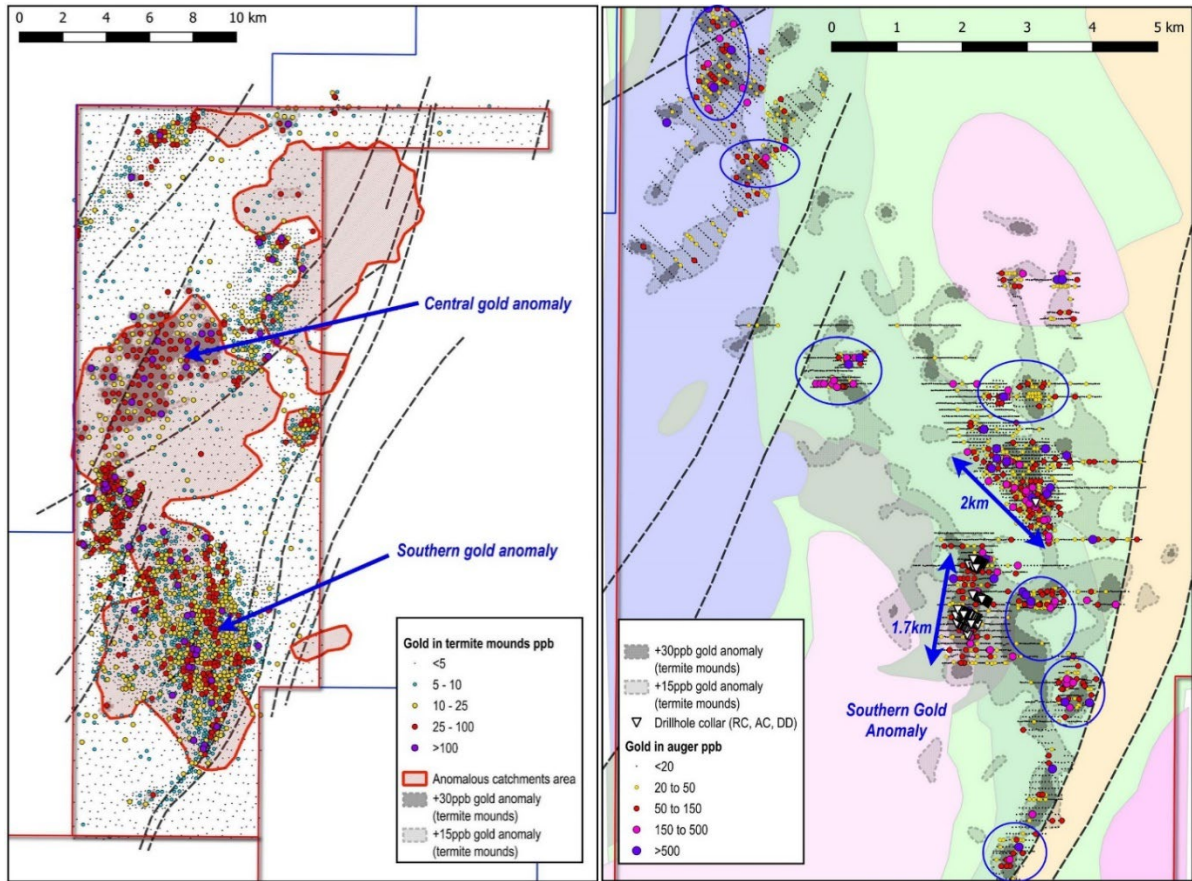 0 2 4 6 8 10 km
Central gold anomaly
Southern gold anomaly
Gold in termite mounds ppb
<5
5 - 10
10 - 25
25 - 100
>100
Anomalous catchments area
+30ppb gold anomaly
(termite mounds)
+15ppb gold anomaly
(termite mounds)
0 1 2 3 4 5 km
2km
1.7km
Southern Gold
Anomaly
+30ppb gold anomaly
(termite mounds)
+15ppb gold anomaly
(termite mounds)
Drillhole collar (RC, AC, DD)
Gold in auger ppb
<20
20 to 50
50 to 150
150 to 500
>500